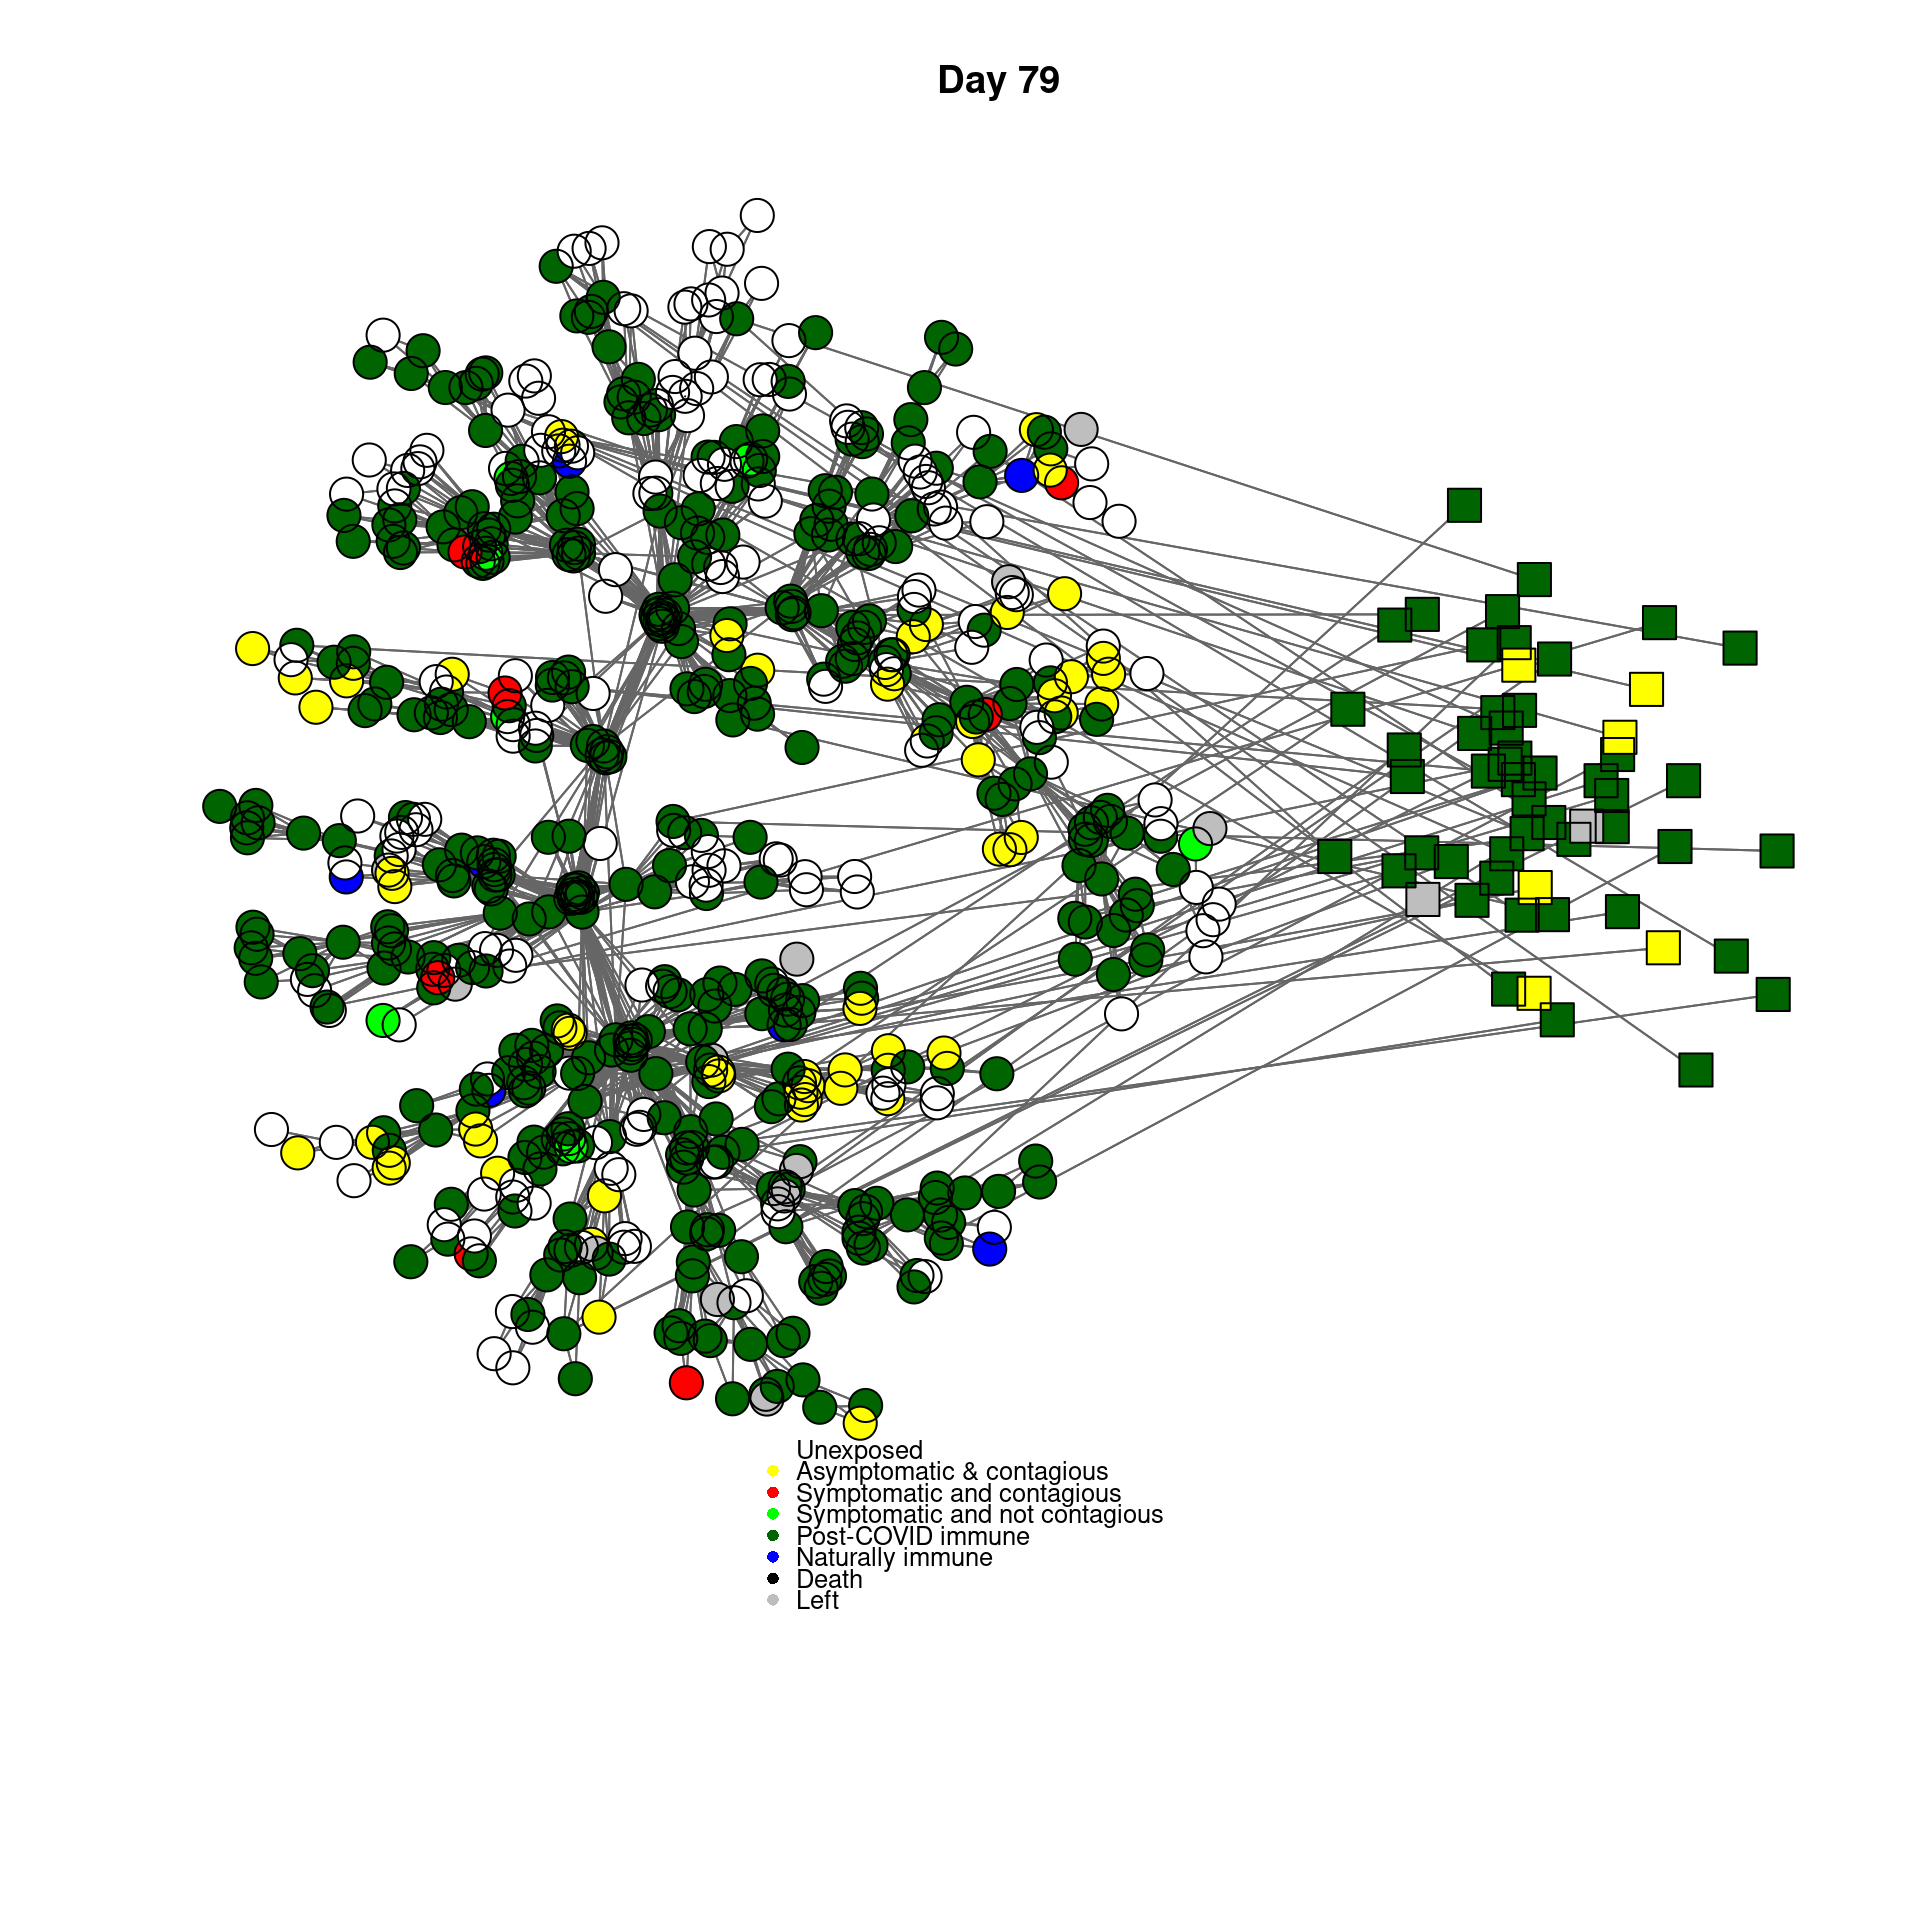 Day 79
Unexposed
Asymptomatic & contagious
Symptomatic and contagious
Symptomatic and not contagious
Post-COVID immune
Naturally immune
Death
Left